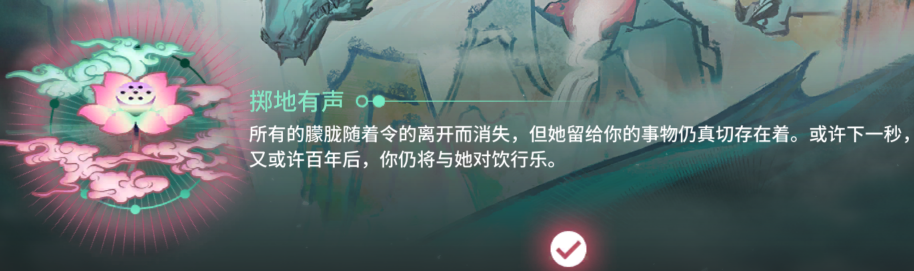 掷地有声
所有的朦胧随着令的离开而消失，但她留给你的事物仍真切存在着。或许下一秒，
又或许百年后，你仍将与她对饮行乐。